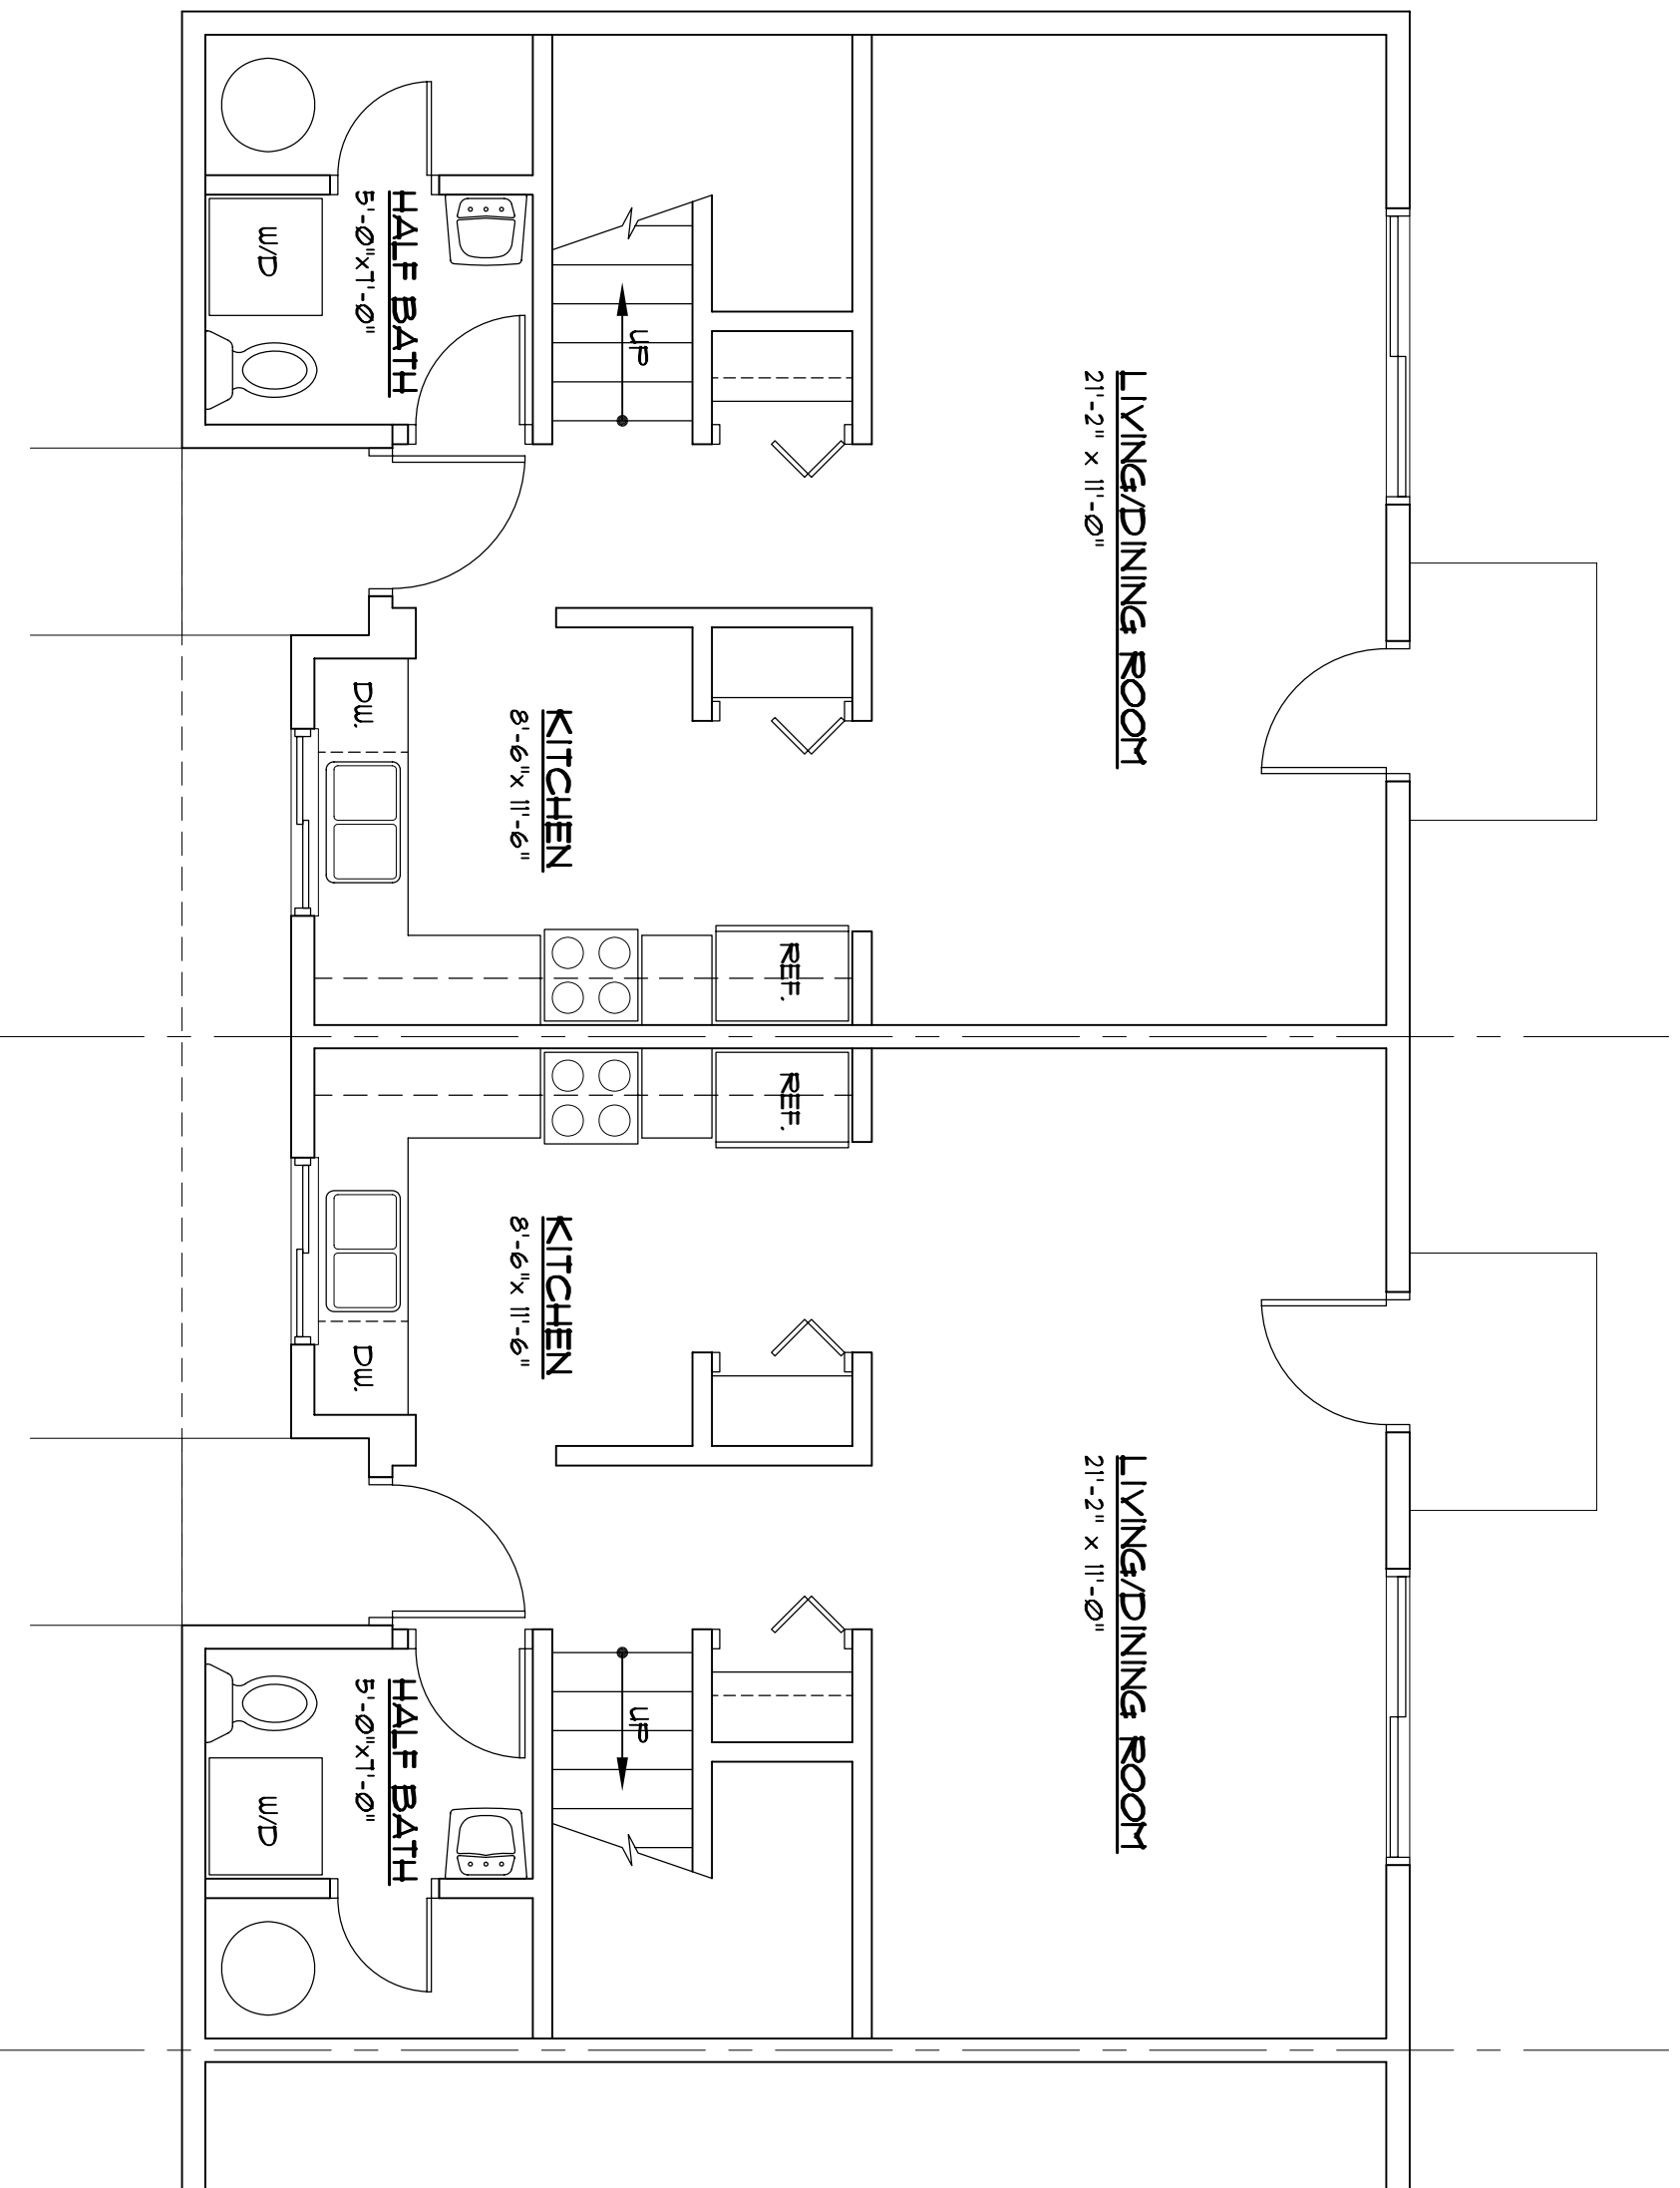 HALF BATH
5'-0"x7'-0"
W/D
UP
LIVING/DINING ROOM
21'-2" x 11'-0"
KITCHEN
8'-6"x 11'-6"
DW.
REF.
REF.
KITCHEN
8'-6"x 11'-6"
DW.
LIVING/DINING ROOM
21'-2" x 11'-0"
UP
HALF BATH
5'-0"x7'-0"
W/D